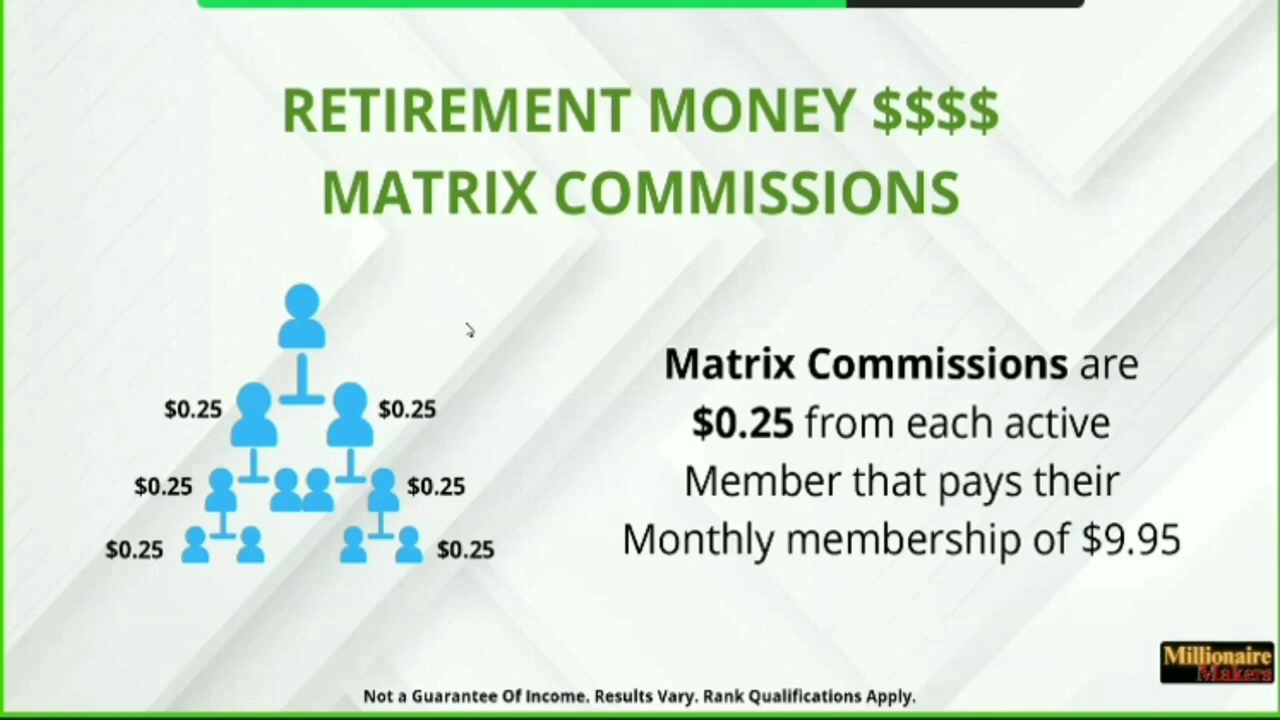 RETIREMENT MONEY $$$$
MATRIX COMMISSIONS
$0.25
$0.25
$0.25
$0.25
$0.25
$0.25
Matrix Commissions are
$0.25 from each active
Member that pays their
Monthly membership of $9.95
Millionaire
Makers
Not a Guarantee Of Income. Results Vary. Rank Qualifications Apply.